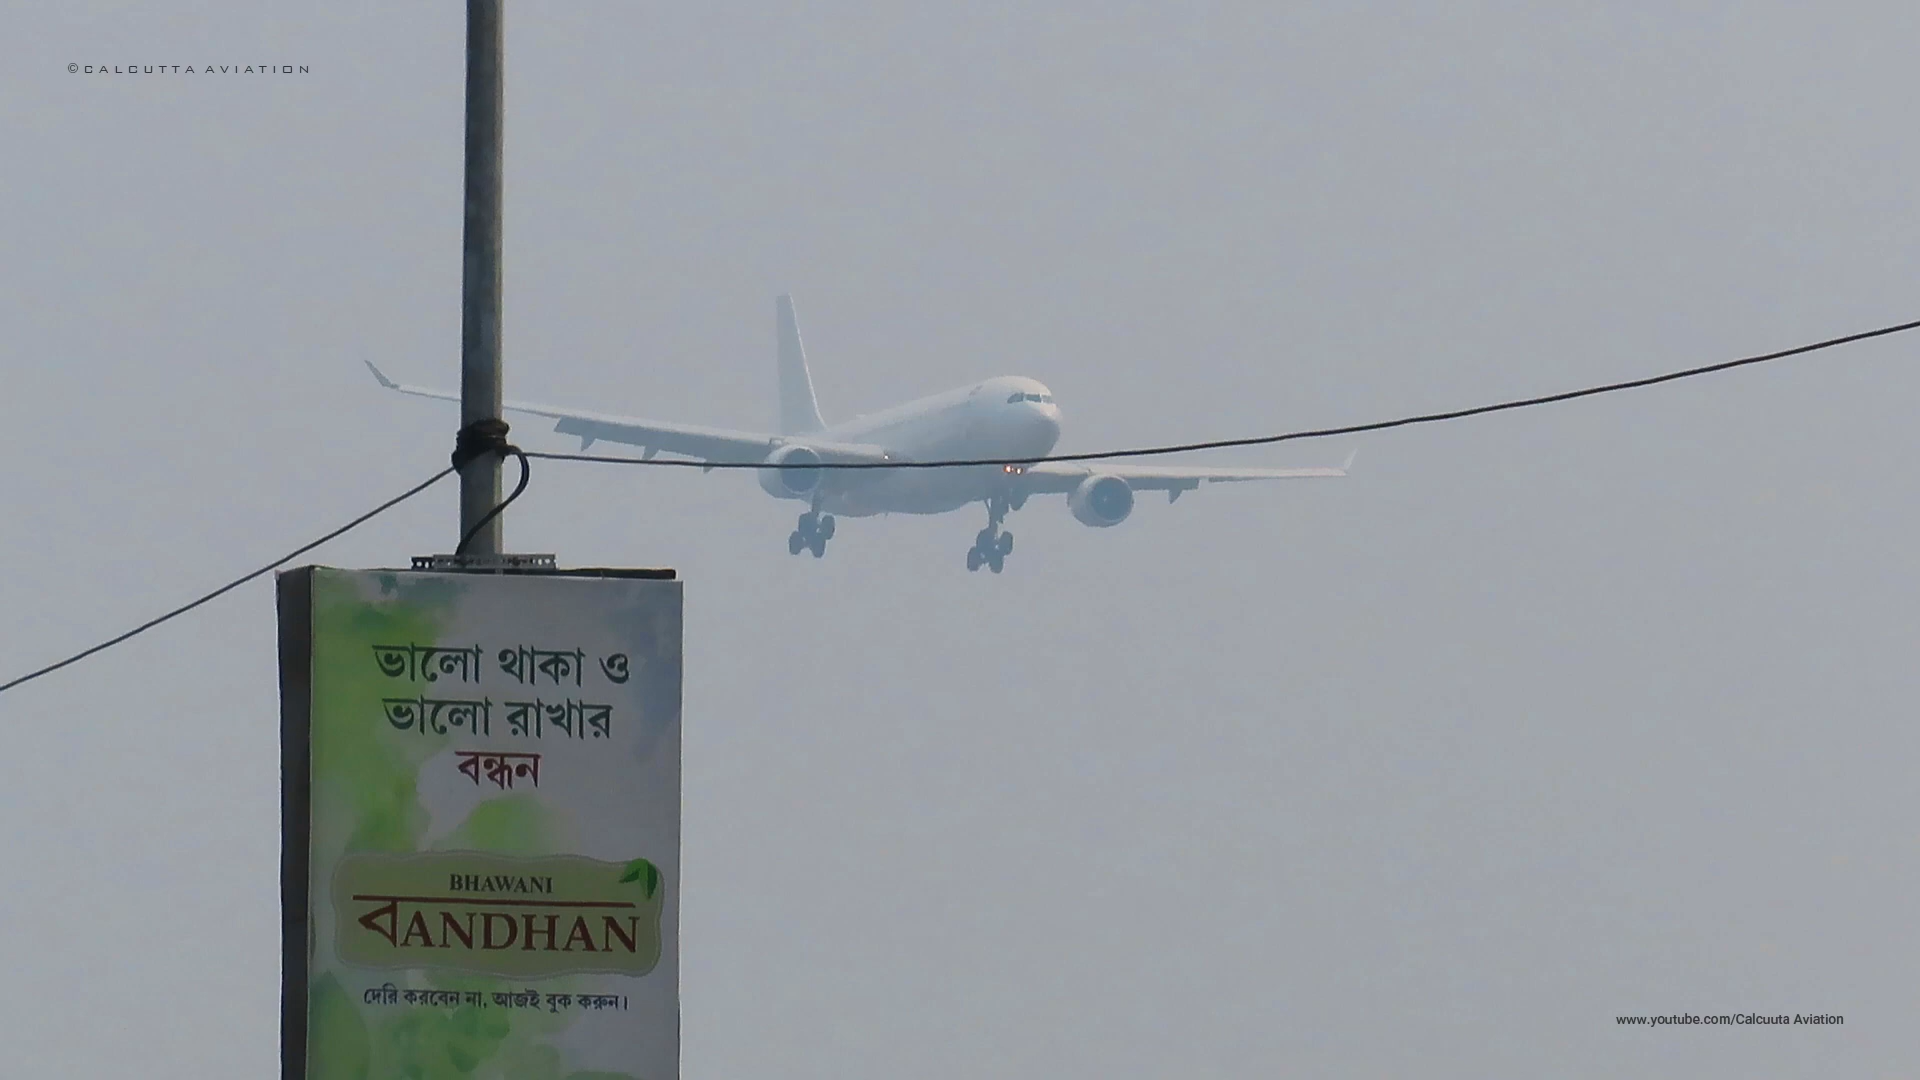 ©CALCUTTA AVIATION
ভালো থাকা ও
ভালো রাখার
বন্ধন
BHAWANI
বANDHAN
দেরি করবেন না, আজই বুক করুন।
www.youtube.com/Calcuuta Aviation